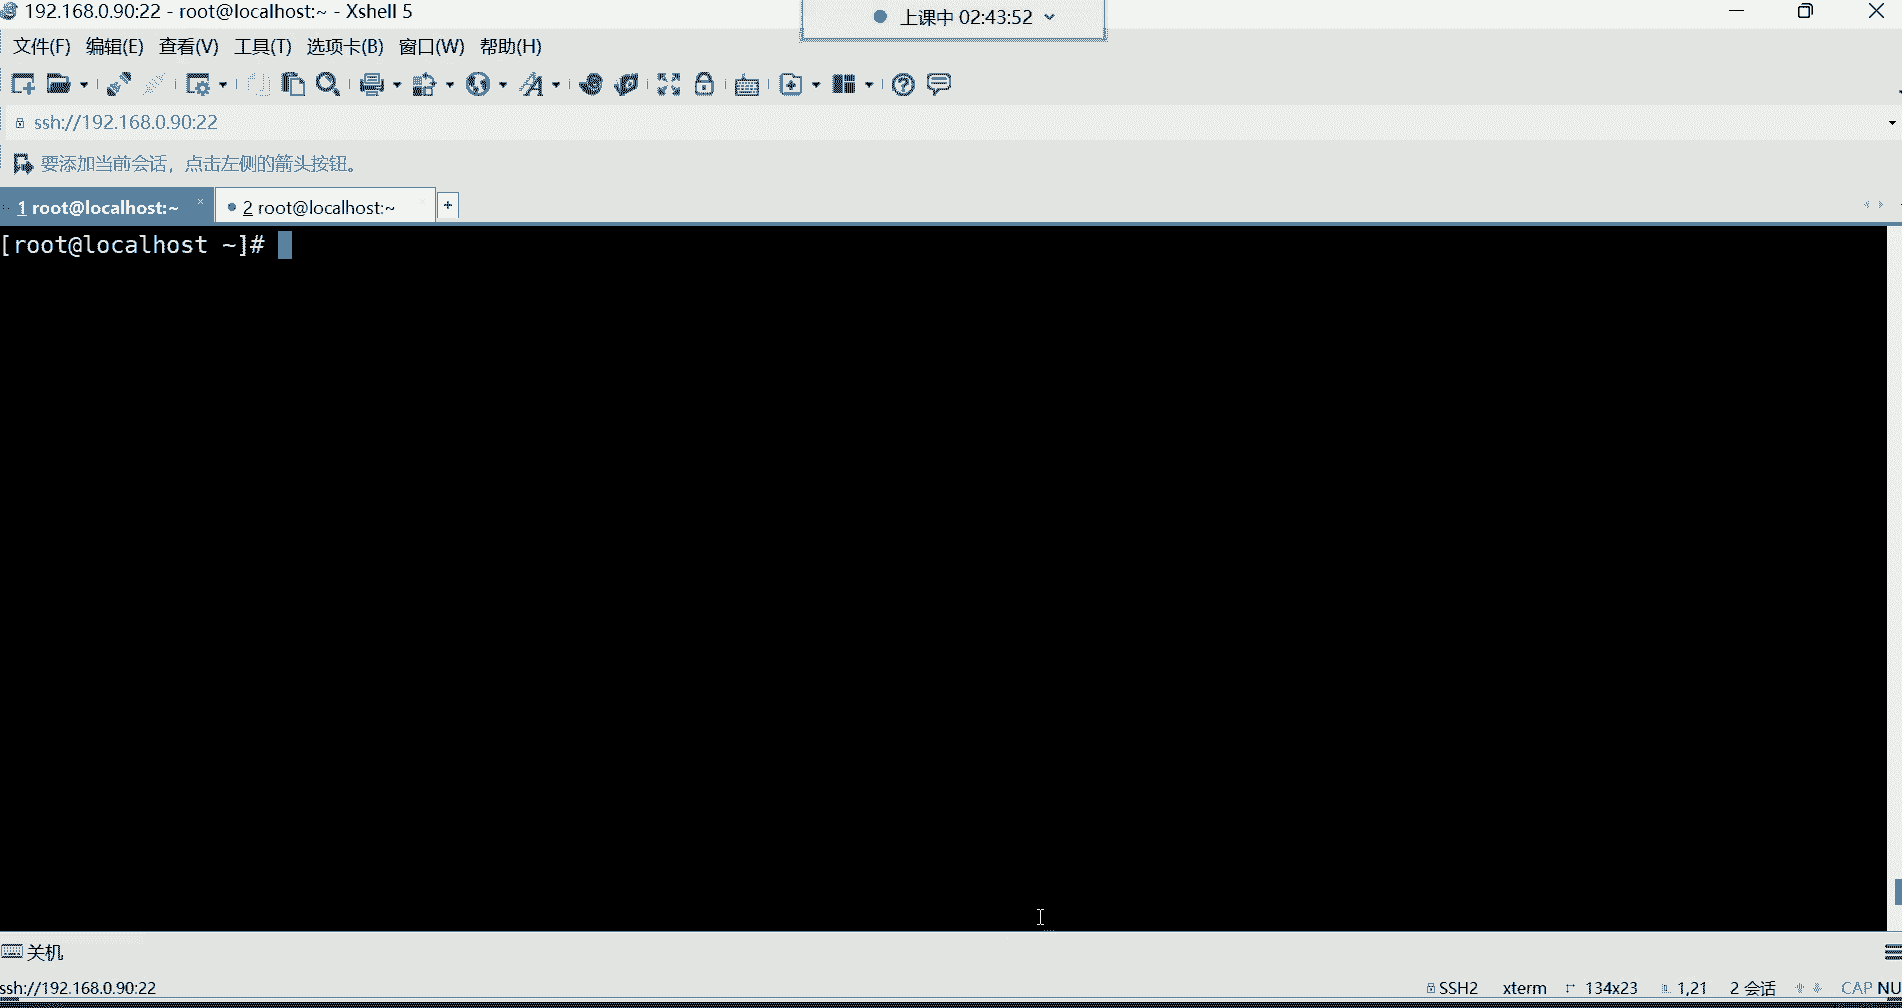 192.168.0.90:22 - root@localhost:~ - Xshell 5
上课中 02:43:52
文件(F) 编辑(E) 查看(V) 工具(T) 选项卡(B) 窗口(W) 帮助(H)
ssh://192.168.0.90:22
要添加当前会话，点击左侧的箭头按钮。
1 root@localhost:~ 2 root@localhost:~
[root@localhost ~]#
关机
ssh://192.168.0.90:22 SSH2 xterm 134x23 1,21 2 会话 CAP NU